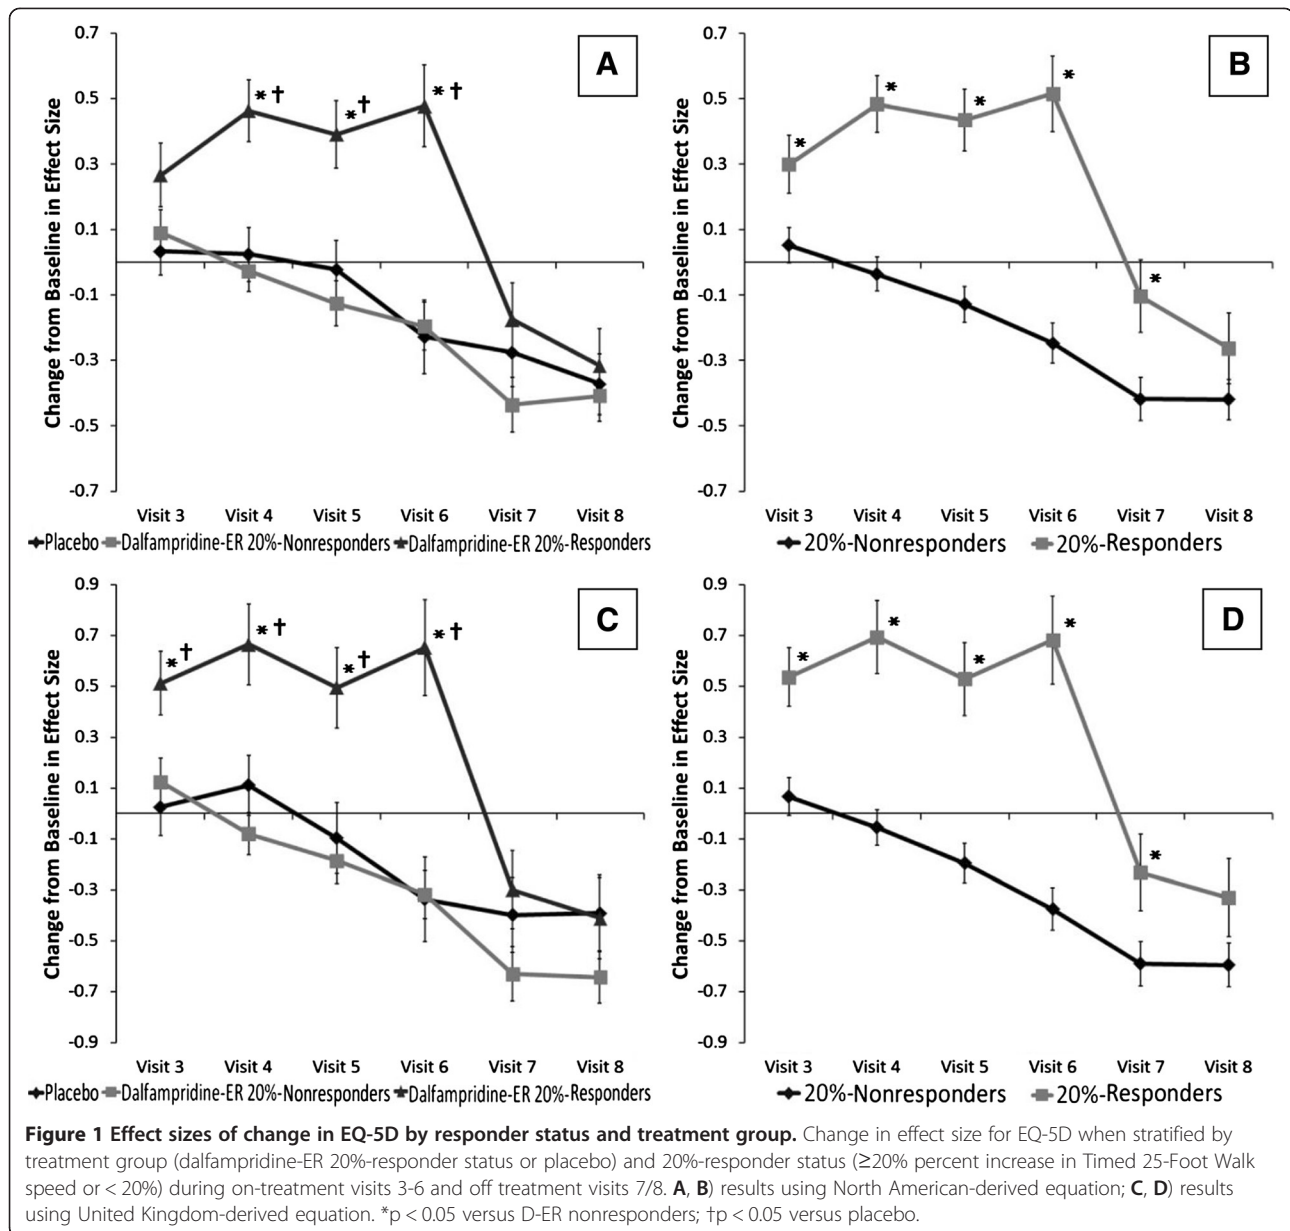 0.7
0.5
0.3
0.1
-0.1
-0.3
-0.5
-0.7
Change from Baseline in Effect Size
A
* †
* †
* †
Visit 3 Visit 4 Visit 5 Visit 6 Visit 7 Visit 8
Placebo Dalfampridine-ER 20%-Nonresponders Dalfampridine-ER 20%-Responders
0.7
0.5
0.3
0.1
-0.1
-0.3
-0.5
-0.7
Change from Baseline in Effect Size
B
*
*
*
*
*
Visit 3 Visit 4 Visit 5 Visit 6 Visit 7 Visit 8
20%-Nonresponders 20%-Responders
0.9
0.7
0.5
0.3
0.1
-0.1
-0.3
-0.5
-0.7
-0.9
Change from Baseline in Effect Size
C
* †
* †
* †
* †
Visit 3 Visit 4 Visit 5 Visit 6 Visit 7 Visit 8
Placebo Dalfampridine-ER 20%-Nonresponders Dalfampridine-ER 20%-Responders
0.9
0.7
0.5
0.3
0.1
-0.1
-0.3
-0.5
-0.7
-0.9
Change from Baseline in Effect Size
D
*
*
*
*
*
Visit 3 Visit 4 Visit 5 Visit 6 Visit 7 Visit 8
20%-Nonresponders 20%-Responders
Figure 1 Effect sizes of change in EQ-5D by responder status and treatment group. Change in effect size for EQ-5D when stratified by
treatment group (dalfampridine-ER 20%-responder status or placebo) and 20%-responder status (≥20% percent increase in Timed 25-Foot Walk
speed or < 20%) during on-treatment visits 3-6 and off treatment visits 7/8. A, B) results using North American-derived equation; C, D) results
using United Kingdom-derived equation. *p < 0.05 versus D-ER nonresponders; †p < 0.05 versus placebo.